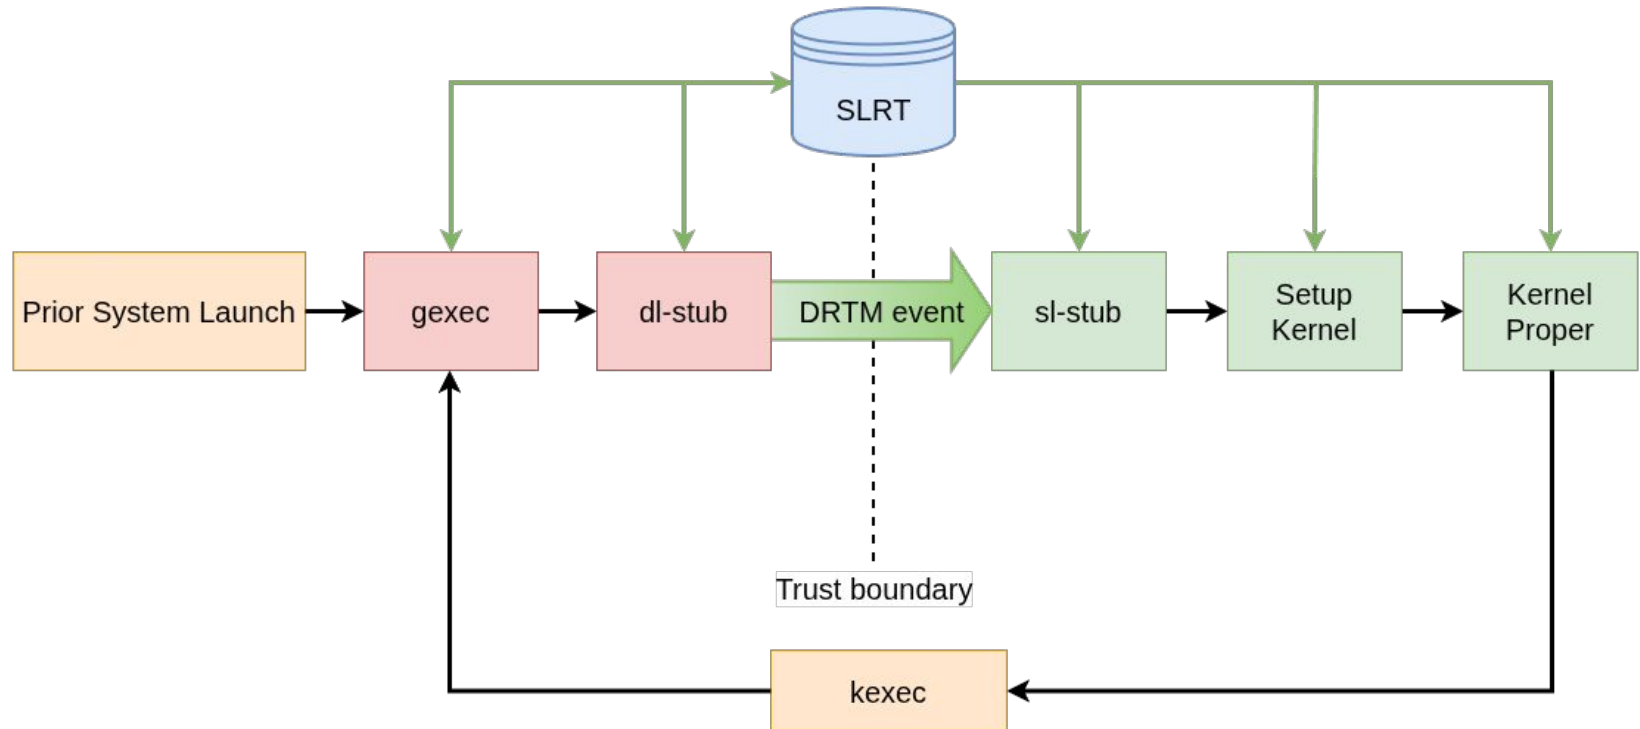 SLRT
Prior System Launch
gexec
dl-stub
DRTM event
sl-stub
Setup
Kernel
Kernel
Proper
Trust boundary
kexec